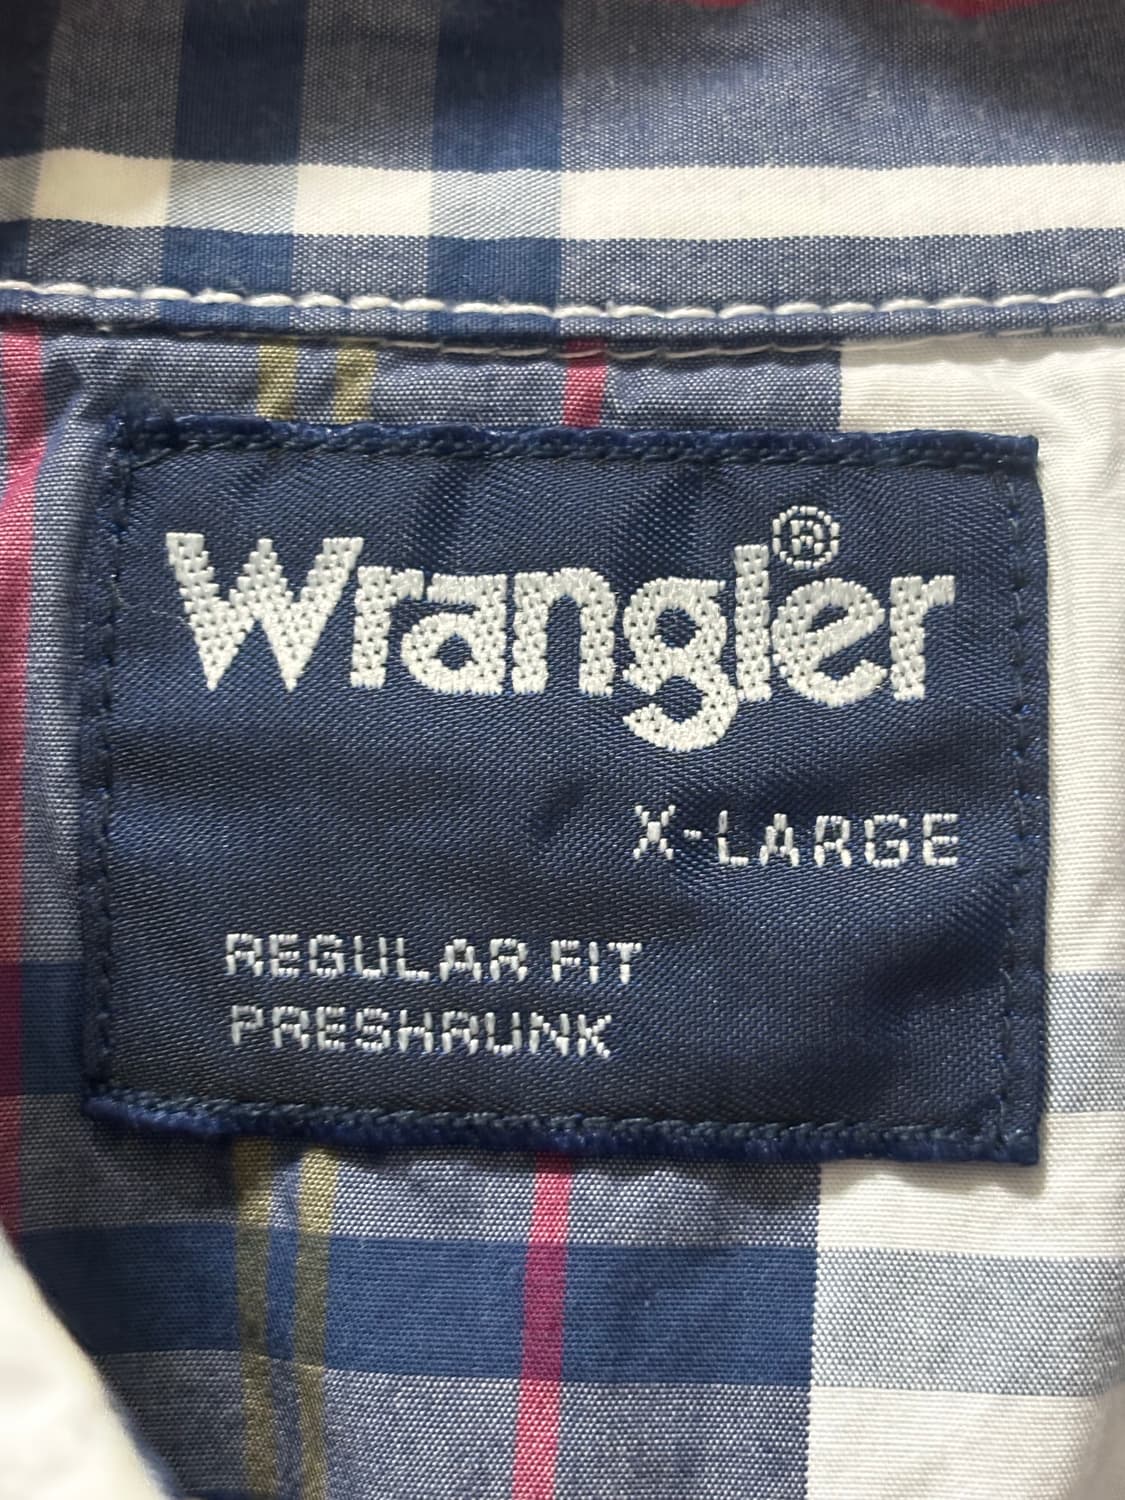 Wrangler®
X-LARGE
REGULAR FIT
PRESHRUNK